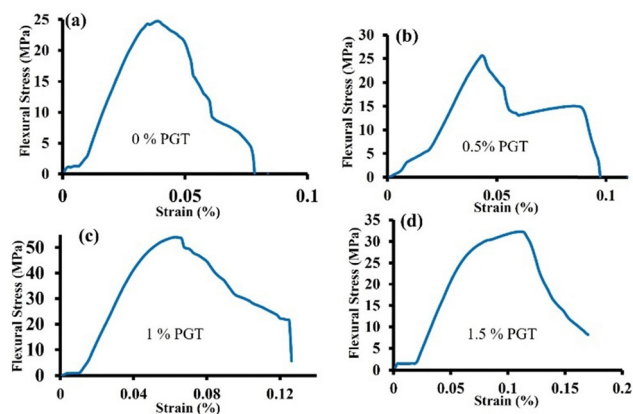 (a)
Flexural Stress (MPa)
25
20
15
10
5
0
0 % PGT
0
0.05
0.1
Strain (%)
(b)
Flexural Stress (MPa)
30
25
20
15
10
5
0
0.5% PGT
0
0.05
0.1
Strain (%)
(c)
Flexural Stress (MPa)
50
40
30
20
10
0
1 % PGT
0
0.04
0.08
0.12
Strain (%)
(d)
Flexural Stress (MPa)
35
30
25
20
15
10
5
0
1.5 % PGT
0
0.05
0.1
0.15
0.2
Strain (%)